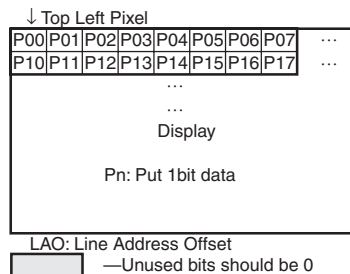 ↓ Top Left Pixel
P00 P01 P02 P03 P04 P05 P06 P07 …
P10 P11 P12 P13 P14 P15 P16 P17 …
…
…
Display
Pn: Put 1bit data
LAO: Line Address Offset
—Unused bits should be 0